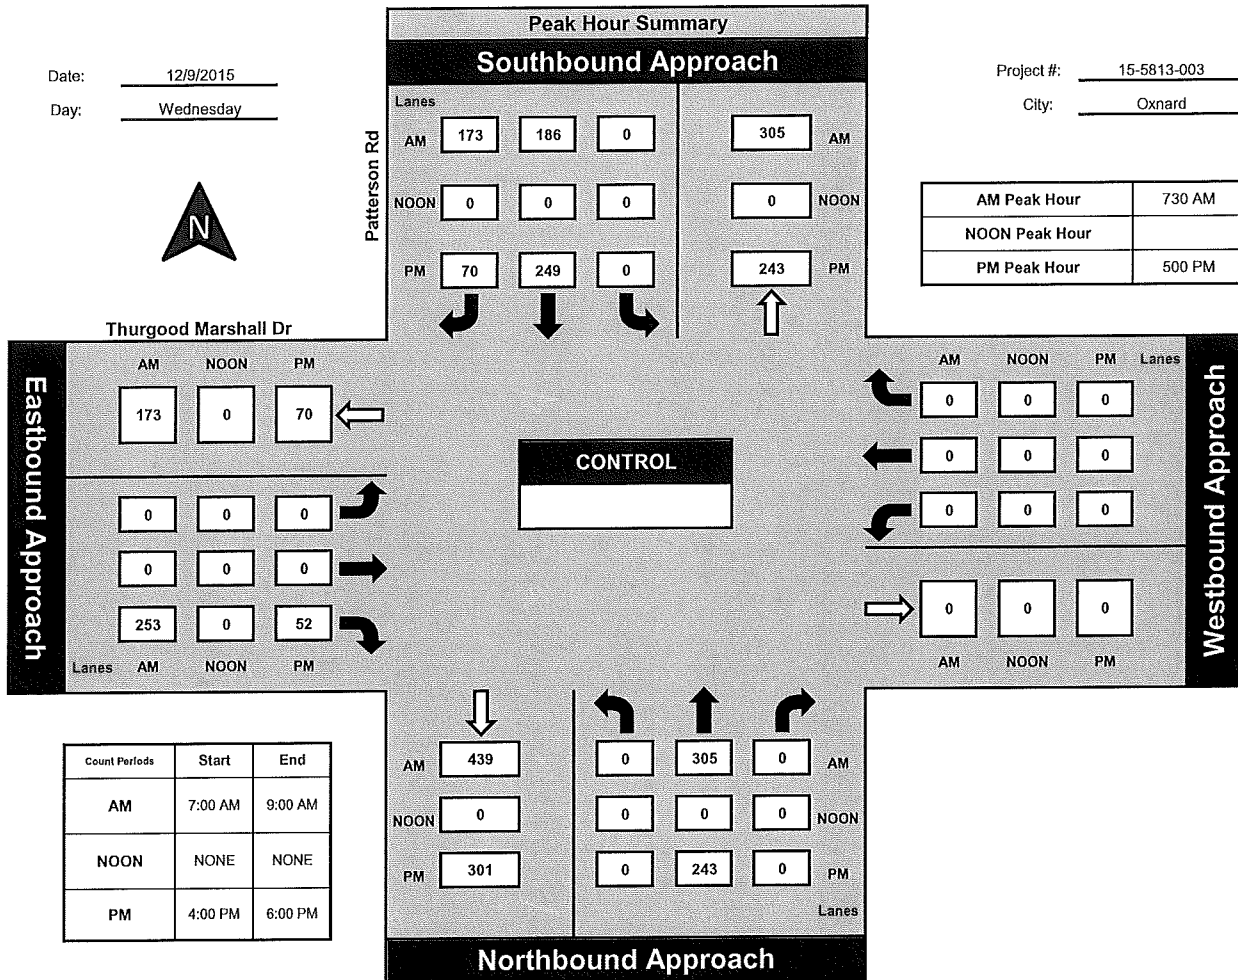 Peak Hour Summary
Southbound Approach
Date: 12/9/2015
Day: Wednesday
Project #: 15-5813-003
City: Oxnard
N
Patterson Rd
Lanes
AM 173 186 0 305 AM
NOON 0 0 0 0 NOON
PM 70 249 0 243 PM
AM Peak Hour 730 AM
NOON Peak Hour
PM Peak Hour 500 PM
Thurgood Marshall Dr
Eastbound Approach
AM NOON PM
173 0 70
0 0 0
0 0 0
253 0 52
Lanes AM NOON PM
CONTROL
AM NOON PM Lanes
0 0 0
0 0 0
0 0 0
0 0 0
AM NOON PM
Westbound Approach
Count Periods Start End
AM 7:00 AM 9:00 AM
NOON NONE NONE
PM 4:00 PM 6:00 PM
AM 439 0 305 0 AM
NOON 0 0 0 0 NOON
PM 301 0 243 0 PM
Lanes
Northbound Approach